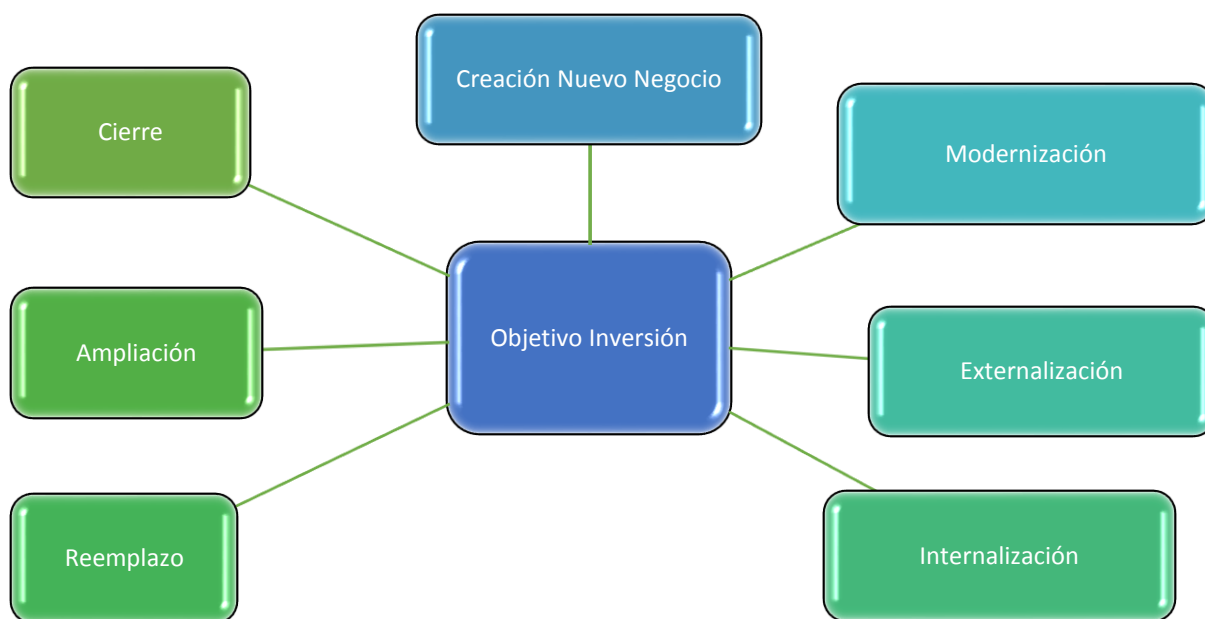 Creación Nuevo Negocio
Cierre
Modernización
Objetivo Inversión
Ampliación
Externalización
Reemplazo
Internalización